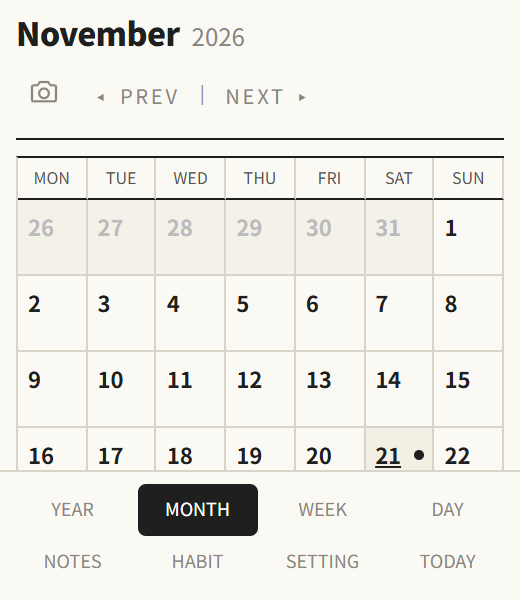 November 2026
◂ PREV | NEXT ▸
MON TUE WED THU FRI SAT SUN
26 27 28 29 30 31 1
2 3 4 5 6 7 8
9 10 11 12 13 14 15
16 17 18 19 20 21 22
YEAR MONTH WEEK DAY
NOTES HABIT SETTING TODAY